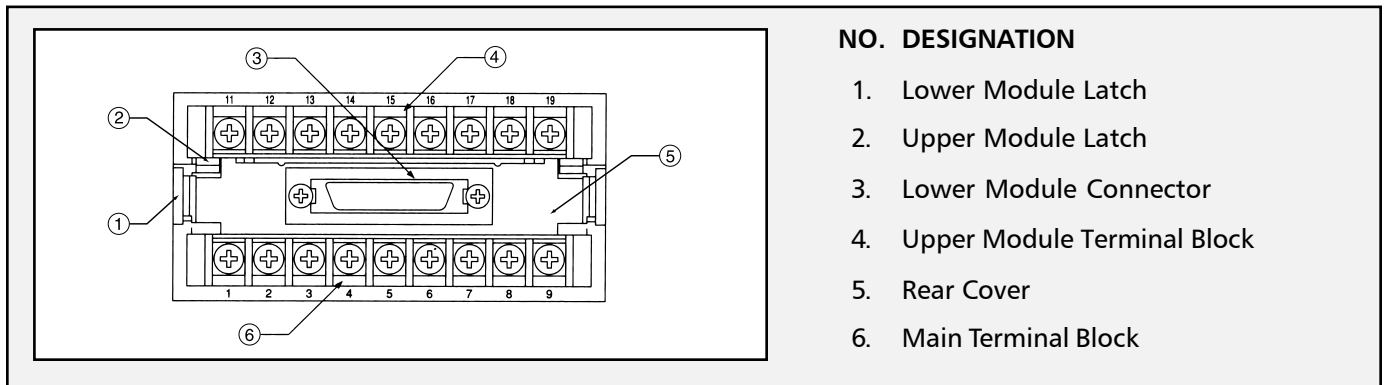 ③ ④
11 12 13 14 15 16 17 18 19
②
⑤
①
1 2 3 4 5 6 7 8 9
⑥
NO. DESIGNATION
1. Lower Module Latch
2. Upper Module Latch
3. Lower Module Connector
4. Upper Module Terminal Block
5. Rear Cover
6. Main Terminal Block